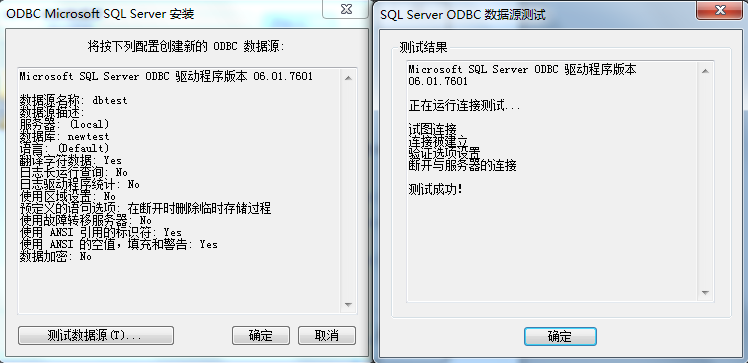 ODBC Microsoft SQL Server 安装
将按下列配置创建新的 ODBC 数据源:
Microsoft SQL Server ODBC 驱动程序版本 06.01.7601
数据源名称: dbtest
数据源描述:
服务器: (local)
数据库: newtest
语言: (Default)
翻译字符数据: Yes
日志长运行查询: No
日志驱动程序统计: No
使用区域设置: No
预定义的语句选项: 在断开时删除临时存储过程
使用故障转移服务器: No
使用 ANSI 引用的标识符: Yes
使用 ANSI 的空值, 填充和警告: Yes
数据加密: No
测试数据源(T)...
确定
取消
SQL Server ODBC 数据源测试
测试结果
Microsoft SQL Server ODBC 驱动程序版本
06.01.7601
正在运行连接测试...
试图连接
连接被建立
验证选项设置
断开与服务器的连接
测试成功!
确定